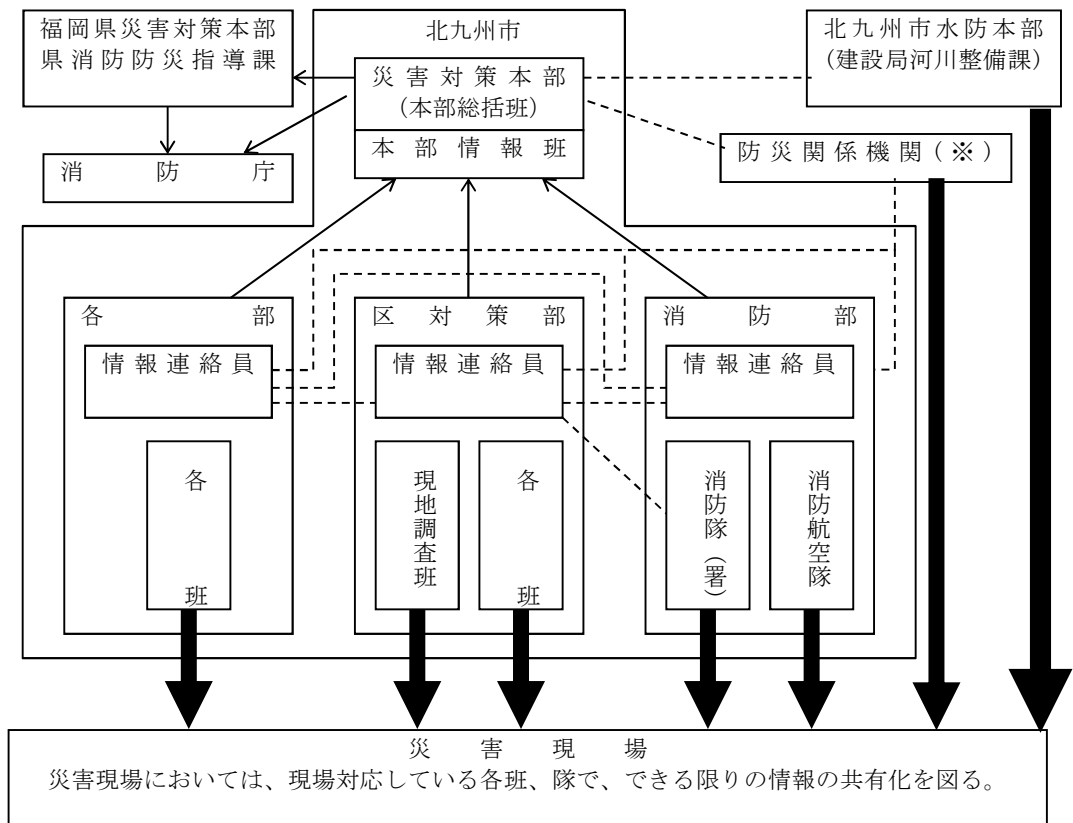 福岡県災害対策本部
県消防防災指導課
北九州市
北九州市水防本部
(建設局河川整備課)
災害対策本部
(本部総括班)
本部情報班
消防庁
防災関係機関(※)
各部
区対策部
消防部
情報連絡員
情報連絡員
情報連絡員
各班
現地調査班
各班
消防隊(署)
消防航空隊
災害現場
災害現場においては、現場対応している各班、隊で、できる限りの情報の共有化を図る。